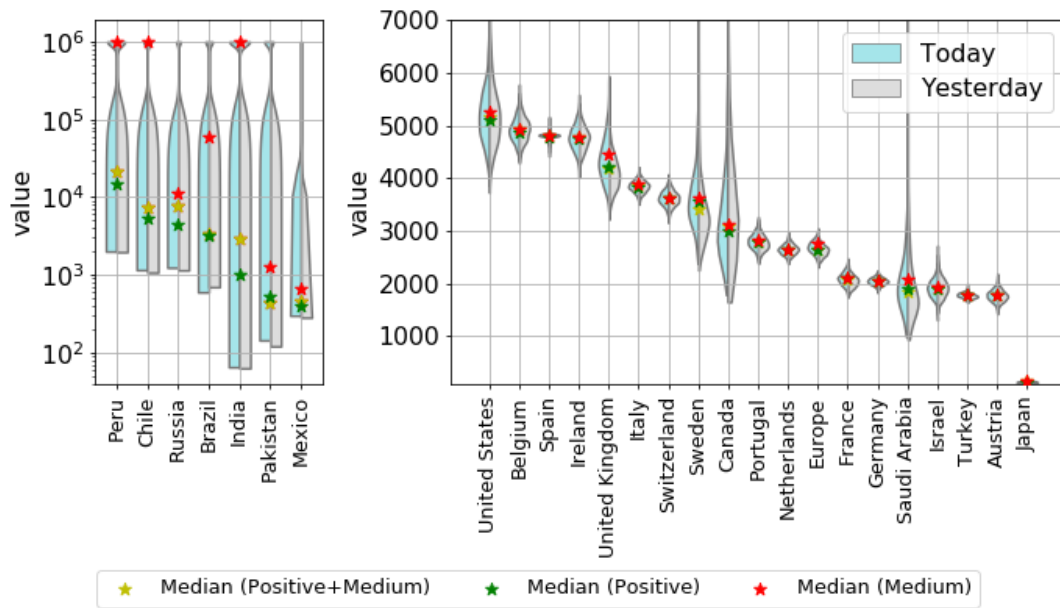 value
10^6
10^5
10^4
10^3
10^2
Peru
Chile
Russia
Brazil
India
Pakistan
Mexico
value
7000
6000
5000
4000
3000
2000
1000
Today
Yesterday
United States
Belgium
Spain
Ireland
United Kingdom
Italy
Switzerland
Sweden
Canada
Portugal
Netherlands
Europe
France
Germany
Saudi Arabia
Israel
Turkey
Austria
Japan
Median (Positive+Medium)
Median (Positive)
Median (Medium)